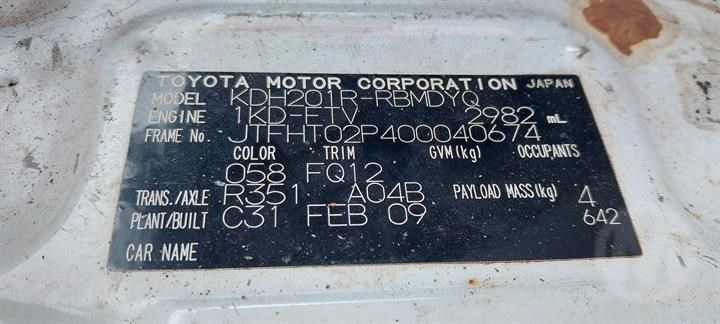 TOYOTA MOTOR CORPORATION JAPAN
MODEL KDH201R-RBMDYQ
ENGINE 1KD-FTV 2982 mL
FRAME No. JTFHT02P400040674
COLOR TRIM GVM(kg) OCCUPANTS
058 FQ12
TRANS./AXLE R351 A04B PAYLOAD MASS(kg) 4
PLANT/BUILT C31 FEB 09 642
CAR NAME